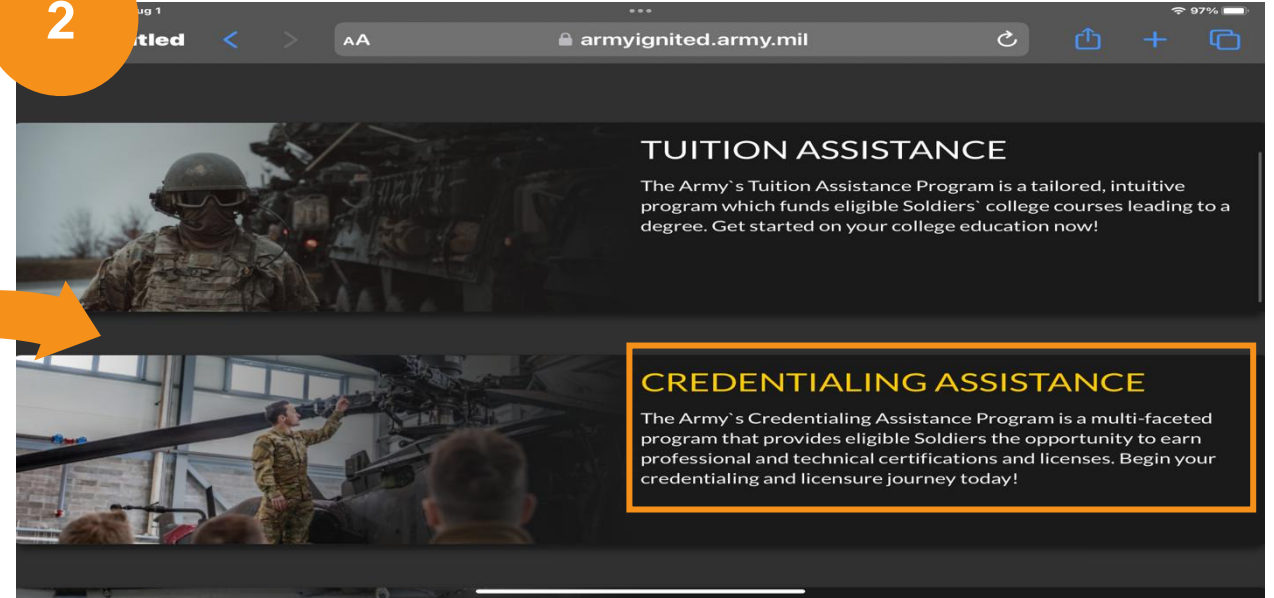 2
ug 1
97%
tled
AA
armyignited.army.mil
TUITION ASSISTANCE
The Army`s Tuition Assistance Program is a tailored, intuitive
program which funds eligible Soldiers` college courses leading to a
degree. Get started on your college education now!
CREDENTIALING ASSISTANCE
The Army`s Credentialing Assistance Program is a multi-faceted
program that provides eligible Soldiers the opportunity to earn
professional and technical certifications and licenses. Begin your
credentialing and licensure journey today!